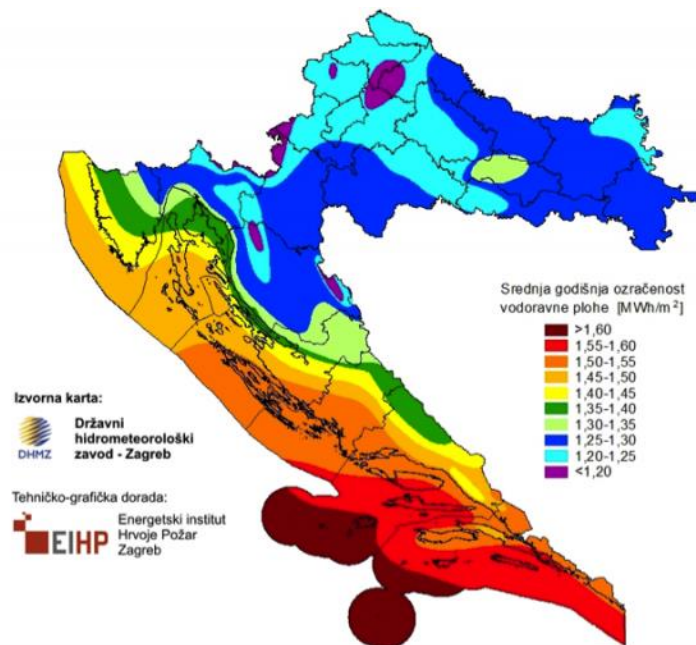 Srednja godišnja ozračenost
vodoravne plohe [MWh/m²]
>1,60
1,55-1,60
1,50-1,55
1,45-1,50
1,40-1,45
1,35-1,40
1,30-1,35
1,25-1,30
1,20-1,25
<1,20
Izvorna karta:
DHMZ
Državni
hidrometeorološki
zavod - Zagreb
Tehničko-grafička dorada:
EIHP
Energetski institut
Hrvoje Požar
Zagreb